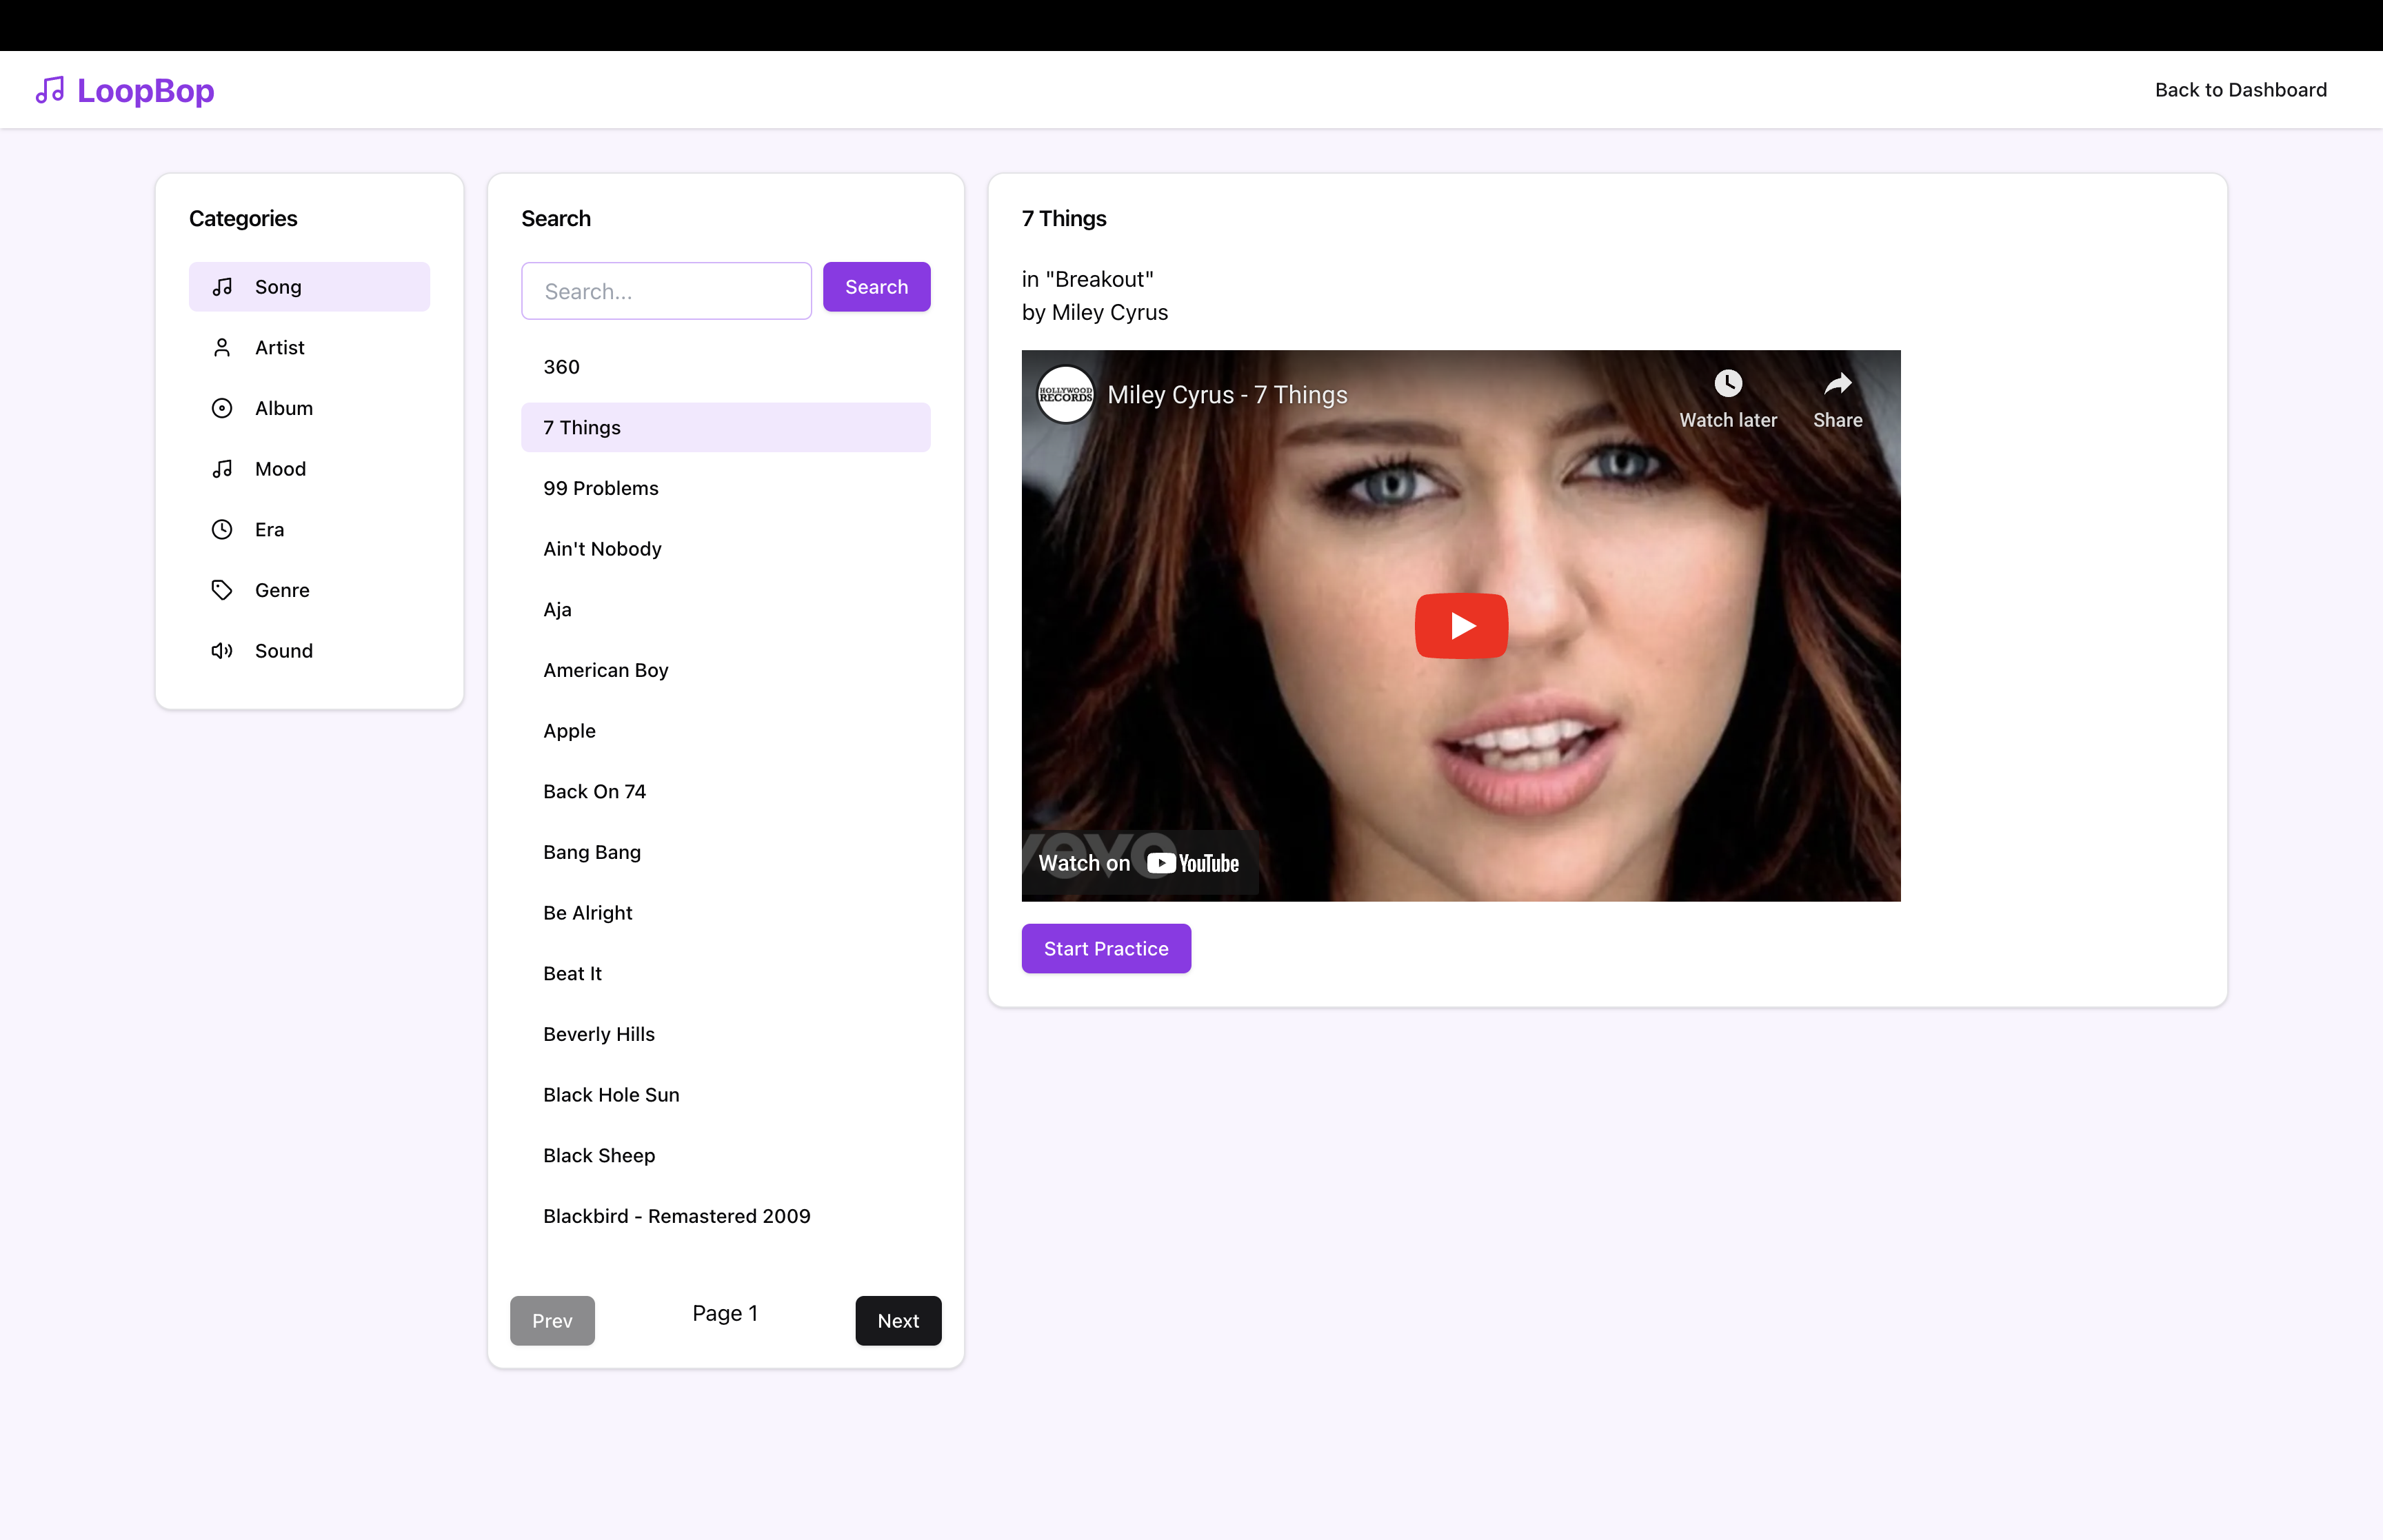 LoopBop
Back to Dashboard
Categories
Song
Artist
Album
Mood
Era
Genre
Sound
Search
Search...
Search
360
7 Things
99 Problems
Ain't Nobody
Aja
American Boy
Apple
Back On 74
Bang Bang
Be Alright
Beat It
Beverly Hills
Black Hole Sun
Black Sheep
Blackbird - Remastered 2009
Prev
Page 1
Next
7 Things
in "Breakout"
by Miley Cyrus
HOLLYWOOD
RECORDS
Miley Cyrus - 7 Things
Watch later
Share
vevo
Watch on YouTube
Start Practice